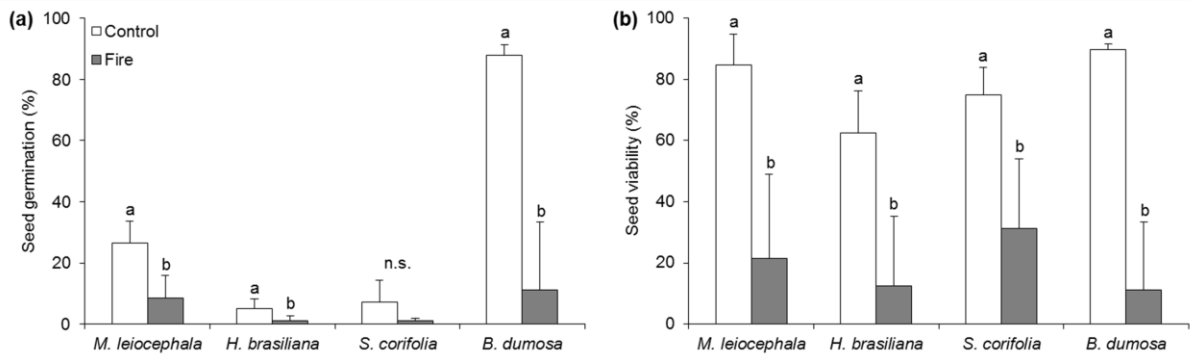 (a)
100
80
60
40
20
0
Seed germination (%)
Control
Fire
a
b
a
b
n.s.
a
b
M. leiocephala H. brasiliana S. corifolia B. dumosa
(b)
100
80
60
40
20
0
Seed viability (%)
a
b
a
b
a
b
a
b
M. leiocephala H. brasiliana S. corifolia B. dumosa